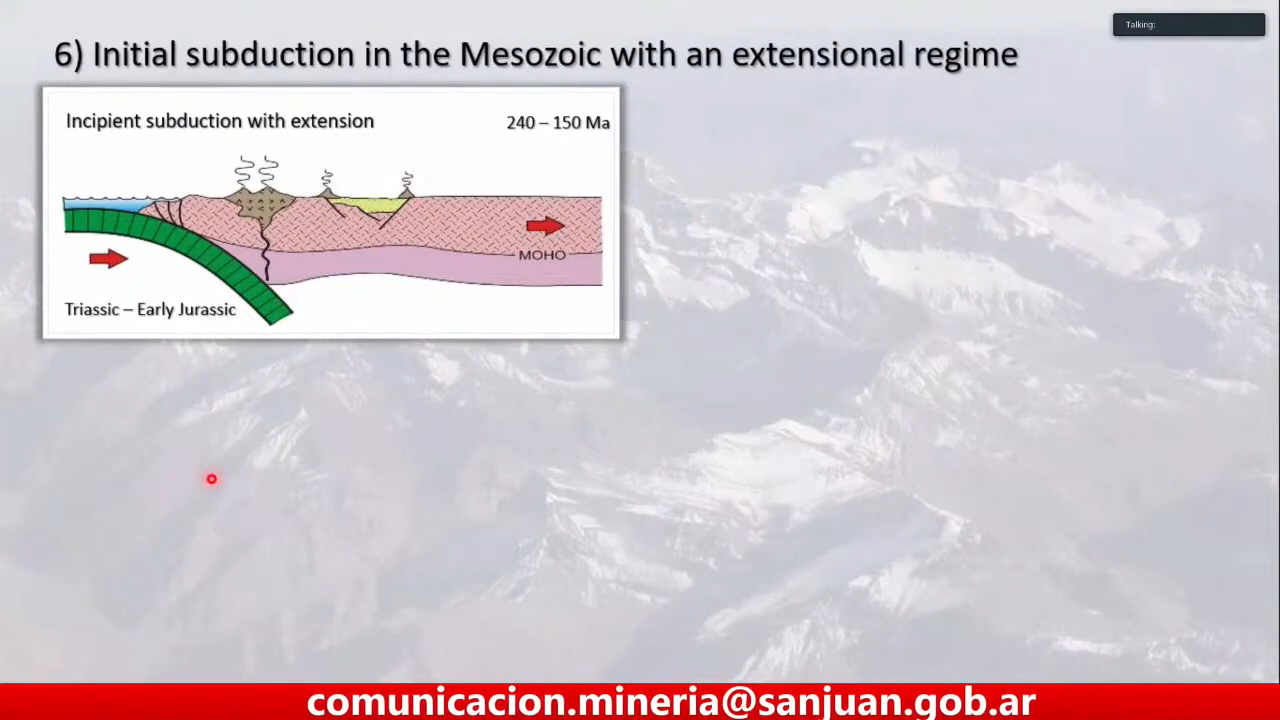 Talking:
6) Initial subduction in the Mesozoic with an extensional regime
Incipient subduction with extension
240 – 150 Ma
MOHO
Triassic – Early Jurassic
comunicacion.mineria@sanjuan.gob.ar